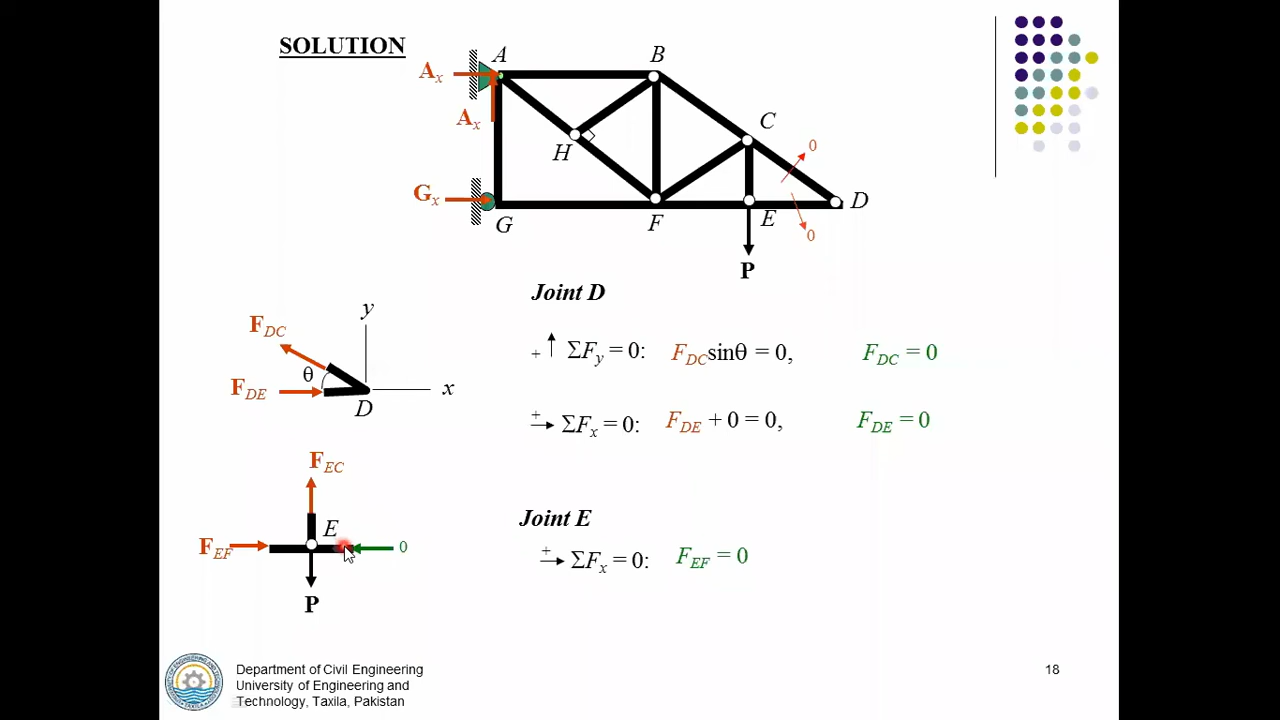 SOLUTION
A
B
Ax
Ax
C
0
H
Gx
D
G
F
E
0
P
Joint D
y
FDC
θ
FDE
x
D
+ ΣFy = 0: FDCsinθ = 0, FDC = 0
+ ΣFx = 0: FDE + 0 = 0, FDE = 0
FEC
E
FEF
0
P
Joint E
+ ΣFx = 0: FEF = 0
Department of Civil Engineering
University of Engineering and
Technology, Taxila, Pakistan
18